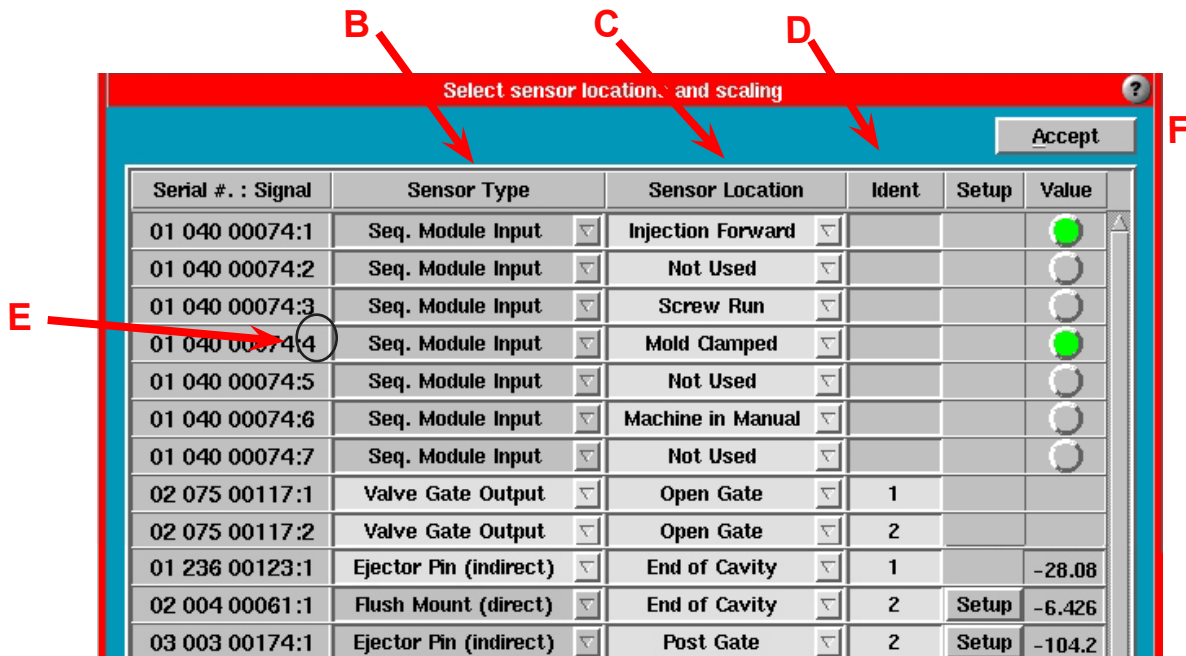 B C D
Select sensor locations and scaling ?
Accept F
Serial #. : Signal Sensor Type Sensor Location Ident Setup Value
01 040 00074:1 Seq. Module Input Injection Forward
01 040 00074:2 Seq. Module Input Not Used
01 040 00074:3 Seq. Module Input Screw Run
E
01 040 00074:4 Seq. Module Input Mold Clamped
01 040 00074:5 Seq. Module Input Not Used
01 040 00074:6 Seq. Module Input Machine in Manual
01 040 00074:7 Seq. Module Input Not Used
02 075 00117:1 Valve Gate Output Open Gate 1
02 075 00117:2 Valve Gate Output Open Gate 2
01 236 00123:1 Ejector Pin (indirect) End of Cavity 1 -28.08
02 004 00061:1 Flush Mount (direct) End of Cavity 2 Setup -6.426
03 003 00174:1 Ejector Pin (indirect) Post Gate 2 Setup -104.2